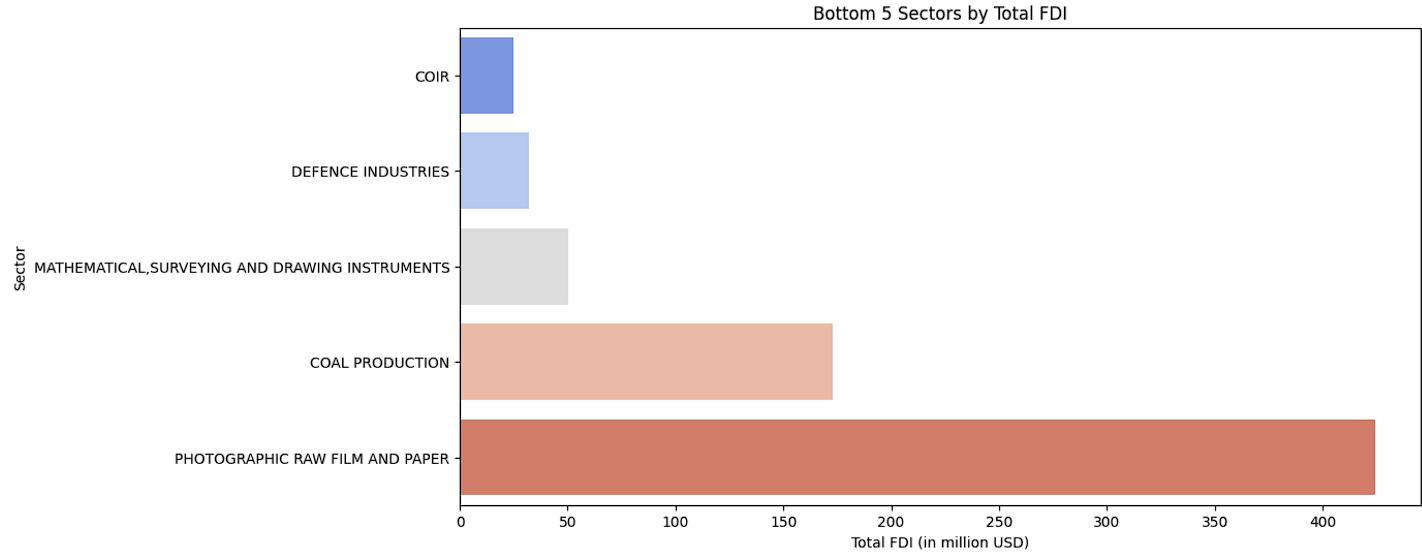 Bottom 5 Sectors by Total FDI
Sector
COIR
DEFENCE INDUSTRIES
MATHEMATICAL,SURVEYING AND DRAWING INSTRUMENTS
COAL PRODUCTION
PHOTOGRAPHIC RAW FILM AND PAPER
0 50 100 150 200 250 300 350 400
Total FDI (in million USD)